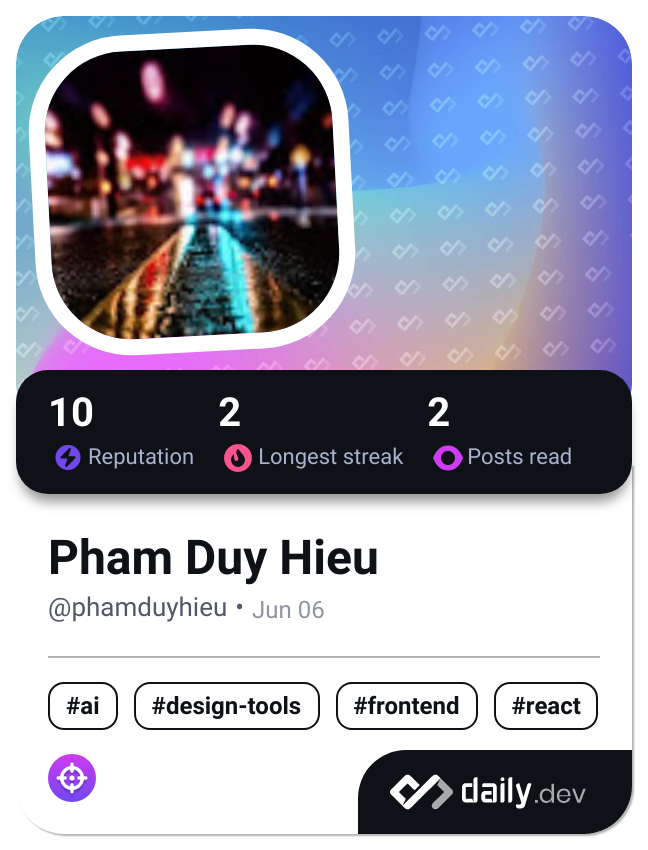 10 2 2
Reputation Longest streak Posts read
Pham Duy Hieu
@phamduyhieu • Jun 06
#ai #design-tools #frontend #react
daily.dev